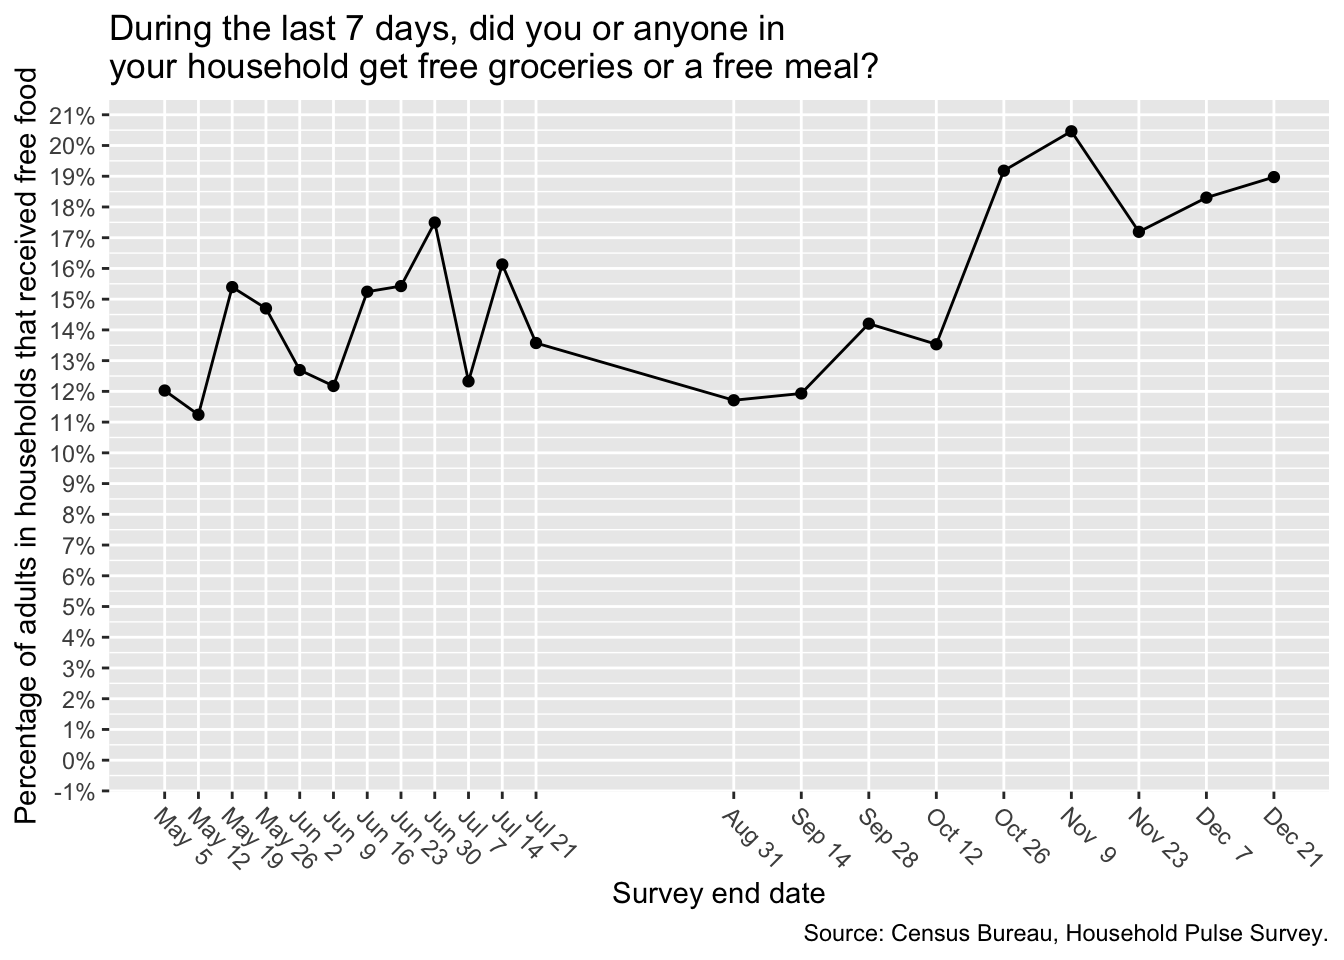 During the last 7 days, did you or anyone in
your household get free groceries or a free meal?
Percentage of adults in households that received free food
21%
20%
19%
18%
17%
16%
15%
14%
13%
12%
11%
10%
9%
8%
7%
6%
5%
4%
3%
2%
1%
0%
-1%
May 5
May 12
May 19
May 26
Jun 2
Jun 9
Jun 16
Jun 23
Jun 30
Jul 7
Jul 14
Jul 21
Aug 31
Sep 14
Sep 28
Oct 12
Oct 26
Nov 9
Nov 23
Dec 7
Dec 21
Survey end date
Source: Census Bureau, Household Pulse Survey.